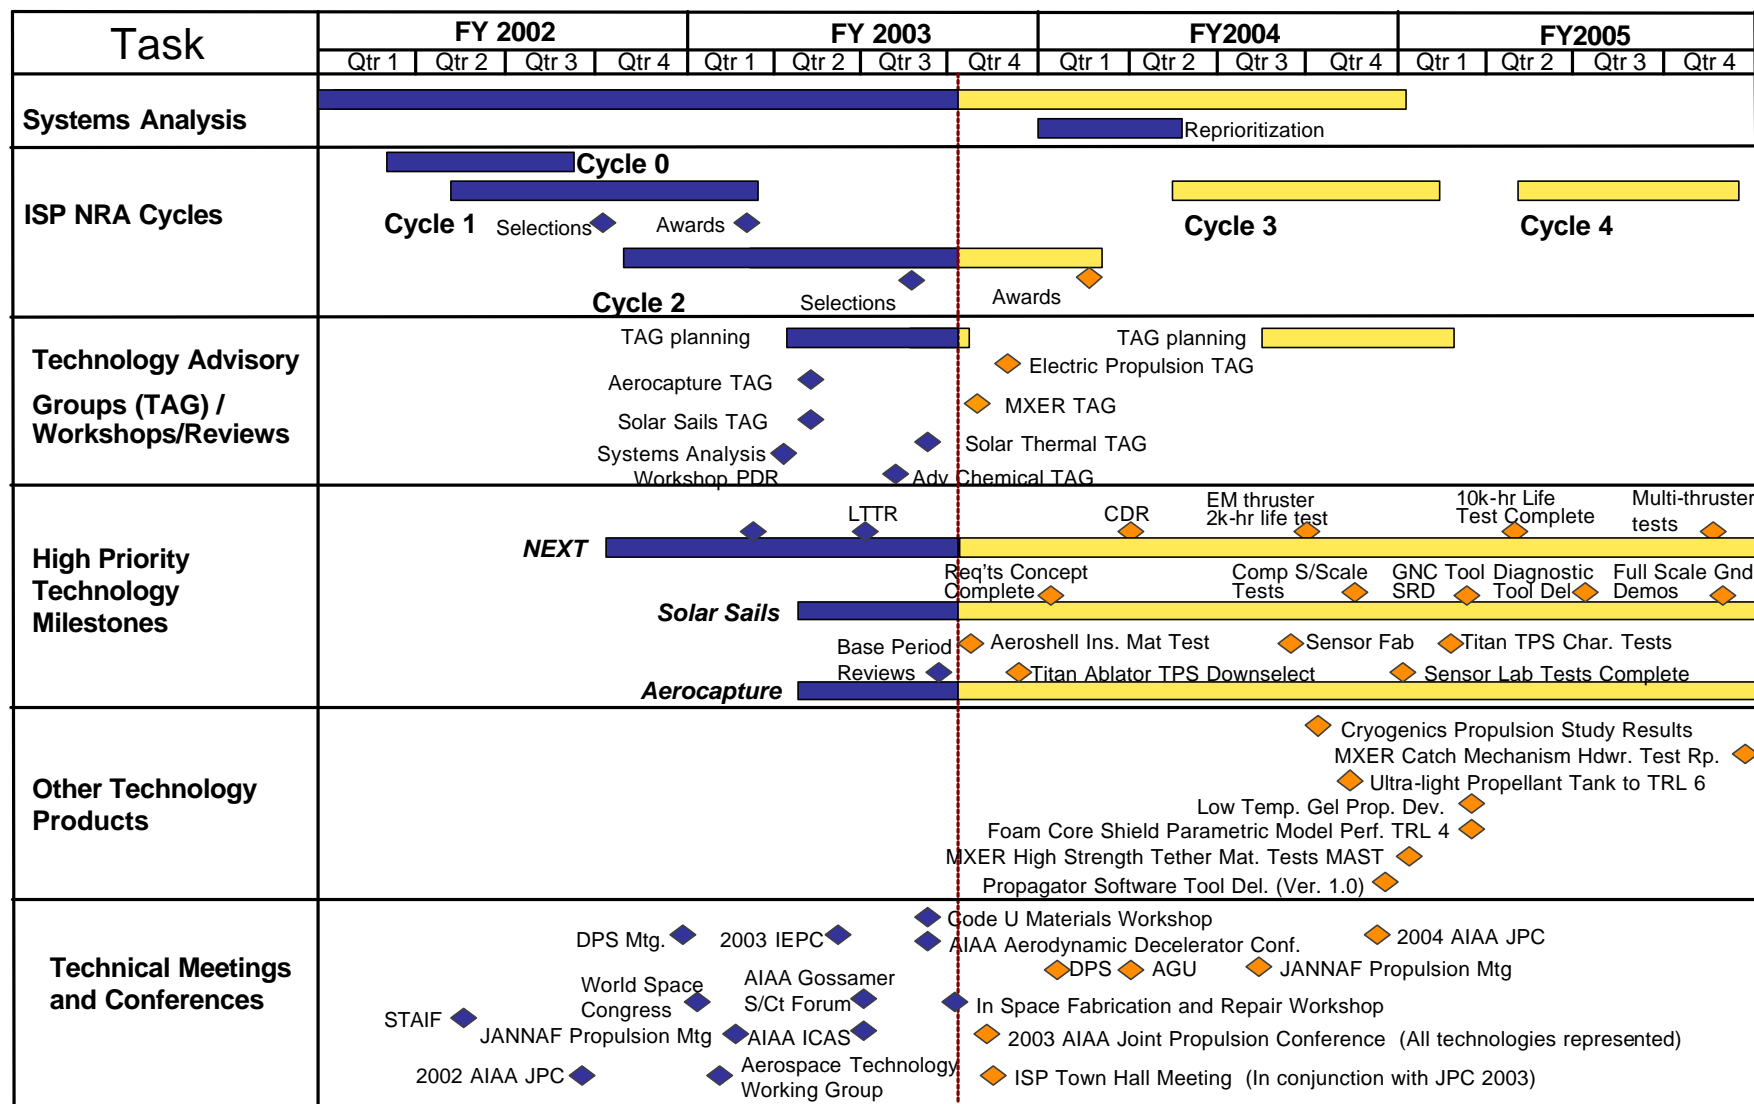 Task
FY 2002
FY 2003
FY2004
FY2005
Qtr 1
Qtr 2
Qtr 3
Qtr 4
Qtr 1
Qtr 2
Qtr 3
Qtr 4
Qtr 1
Qtr 2
Qtr 3
Qtr 4
Qtr 1
Qtr 2
Qtr 3
Qtr 4
Systems Analysis
Reprioritization
ISP NRA Cycles
Cycle 0
Cycle 1
Selections
Awards
Cycle 3
Cycle 4
Cycle 2
Selections
Awards
Technology Advisory
Groups (TAG) /
Workshops/Reviews
TAG planning
TAG planning
Electric Propulsion TAG
Aerocapture TAG
MXER TAG
Solar Sails TAG
Solar Thermal TAG
Systems Analysis
Workshop PDR
Adv Chemical TAG
High Priority
Technology
Milestones
LTTR
CDR
EM thruster
2k-hr life test
10k-hr Life
Test Complete
Multi-thruster
tests
NEXT
Req'ts Concept
Complete
Comp S/Scale
Tests
GNC Tool
SRD
Diagnostic
Tool Del
Full Scale Gnd
Demos
Solar Sails
Base Period
Reviews
Aeroshell Ins. Mat Test
Sensor Fab
Titan TPS Char. Tests
Titan Ablator TPS Downselect
Sensor Lab Tests Complete
Aerocapture
Other Technology
Products
Cryogenics Propulsion Study Results
MXER Catch Mechanism Hdwr. Test Rp.
Ultra-light Propellant Tank to TRL 6
Low Temp. Gel Prop. Dev.
Foam Core Shield Parametric Model Perf. TRL 4
MXER High Strength Tether Mat. Tests MAST
Propagator Software Tool Del. (Ver. 1.0)
Technical Meetings
and Conferences
Code U Materials Workshop
DPS Mtg.
2003 IEPC
AIAA Aerodynamic Decelerator Conf.
2004 AIAA JPC
DPS
AGU
JANNAF Propulsion Mtg
World Space
Congress
AIAA Gossamer
S/Ct Forum
In Space Fabrication and Repair Workshop
STAIF
JANNAF Propulsion Mtg
AIAA ICAS
2003 AIAA Joint Propulsion Conference (All technologies represented)
2002 AIAA JPC
Aerospace Technology
Working Group
ISP Town Hall Meeting (In conjunction with JPC 2003)